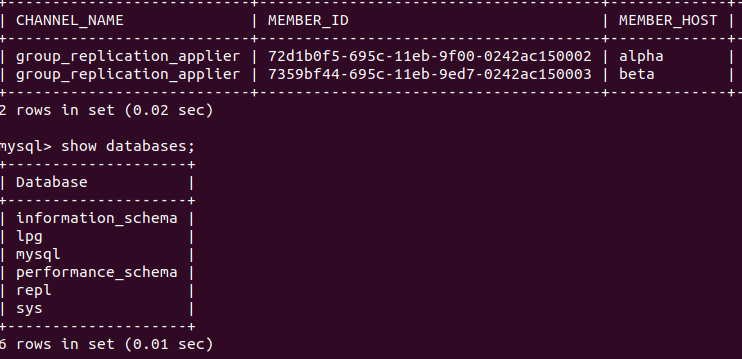 +---------------------------+--------------------------------------+-------------+
| CHANNEL_NAME | MEMBER_ID | MEMBER_HOST |
+---------------------------+--------------------------------------+-------------+
| group_replication_applier | 72d1b0f5-695c-11eb-9f00-0242ac150002 | alpha |
| group_replication_applier | 7359bf44-695c-11eb-9ed7-0242ac150003 | beta |
+---------------------------+--------------------------------------+-------------+
2 rows in set (0.02 sec)
mysql> show databases;
+--------------------+
| Database |
+--------------------+
| information_schema |
| lpg |
| mysql |
| performance_schema |
| repl |
| sys |
+--------------------+
6 rows in set (0.01 sec)